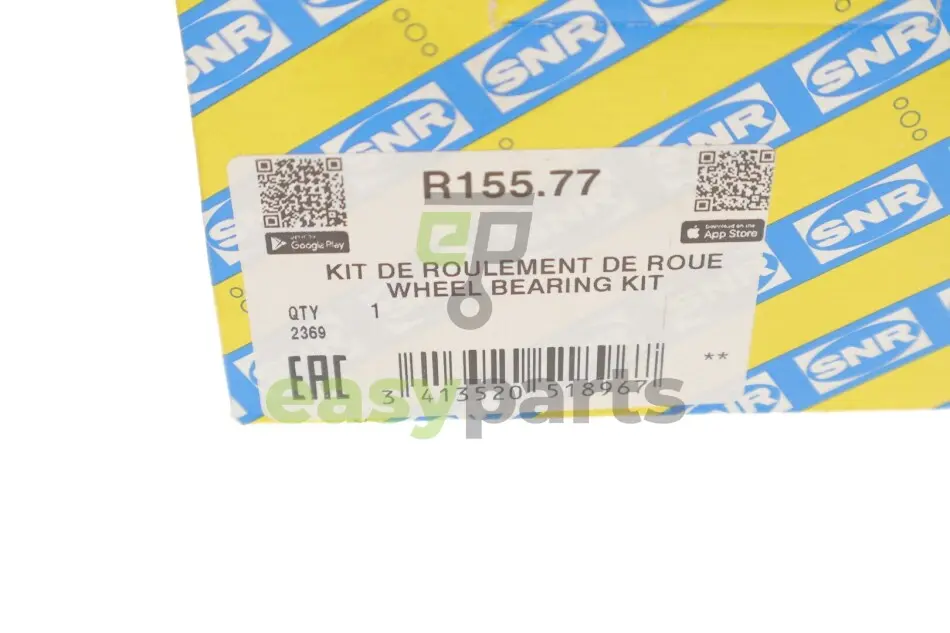 SNR
SNR
SNR
SNR
SNR
R155.77
Google Play
App Store
SNR
KIT DE ROULEMENT DE ROUE
WHEEL BEARING KIT
QTY 1
2369
EAC
**
SNR
3 413520 518967
easyparts
SNR